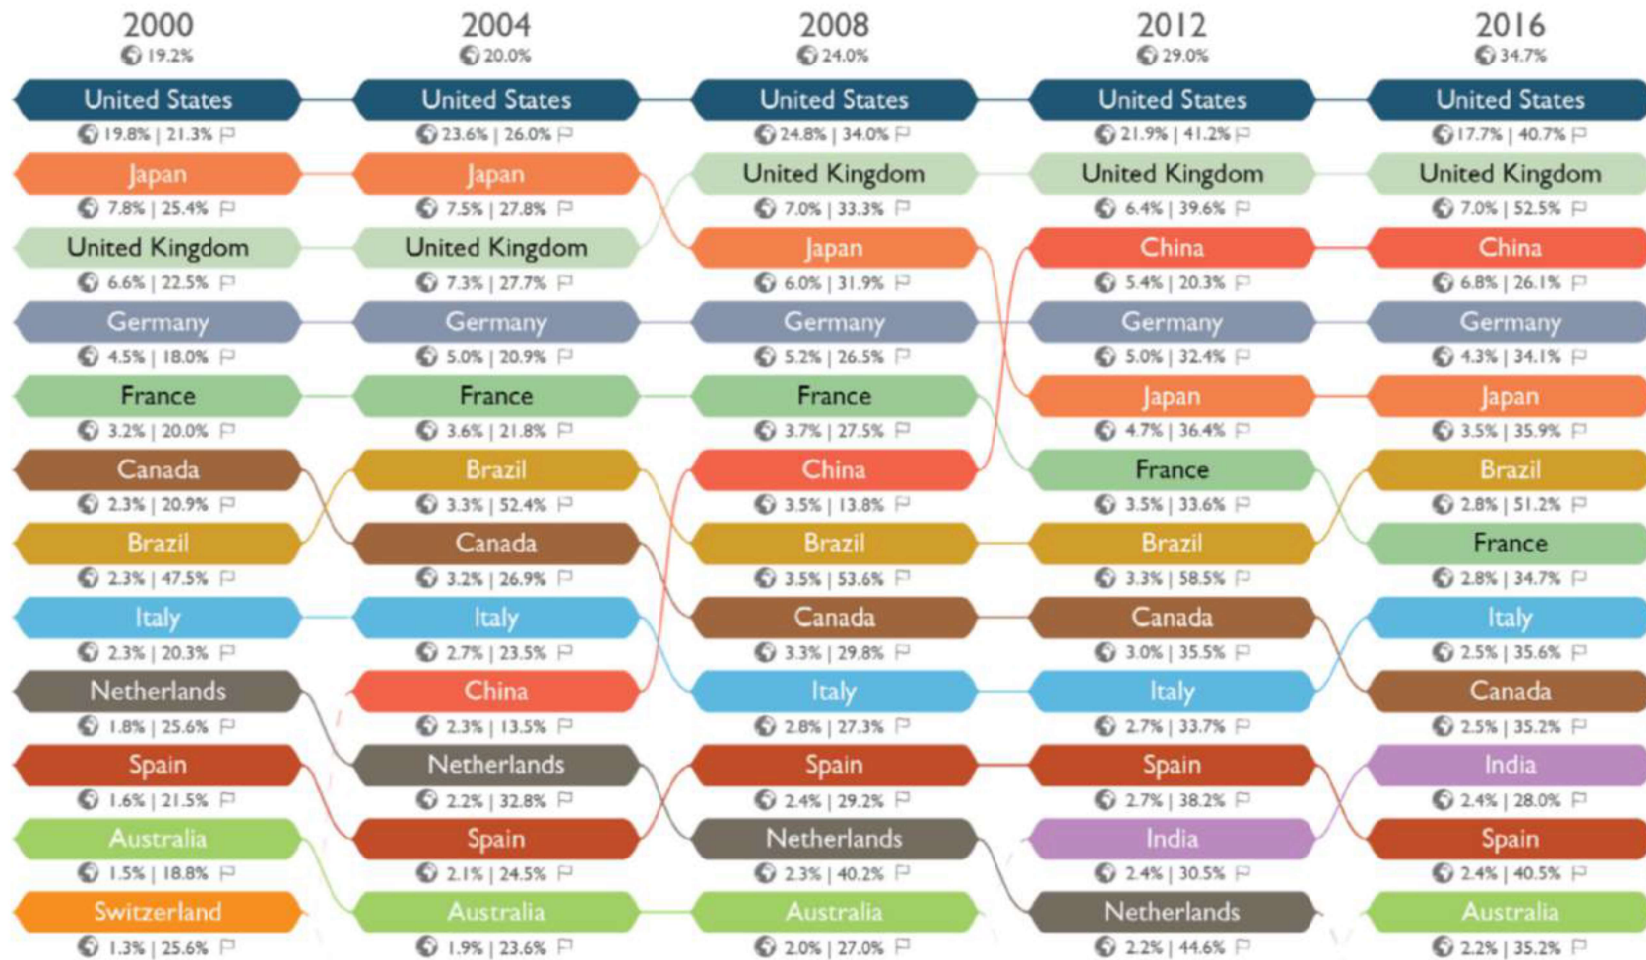 2000 2004 2008 2012 2016
19.2% 20.0% 24.0% 29.0% 34.7%
United States United States United States United States United States
19.8% | 21.3% 23.6% | 26.0% 24.8% | 34.0% 21.9% | 41.2% 17.7% | 40.7%
Japan Japan United Kingdom United Kingdom United Kingdom
7.8% | 25.4% 7.5% | 27.8% 7.0% | 33.3% 6.4% | 39.6% 7.0% | 52.5%
United Kingdom United Kingdom Japan China China
6.6% | 22.5% 7.3% | 27.7% 6.0% | 31.9% 5.4% | 20.3% 6.8% | 26.1%
Germany Germany Germany Germany Germany
4.5% | 18.0% 5.0% | 20.9% 5.2% | 26.5% 5.0% | 32.4% 4.3% | 34.1%
France France France Japan Japan
3.2% | 20.0% 3.6% | 21.8% 3.7% | 27.5% 4.7% | 36.4% 3.5% | 35.9%
Canada Brazil China France Brazil
2.3% | 20.9% 3.3% | 52.4% 3.5% | 13.8% 3.5% | 33.6% 2.8% | 51.2%
Brazil Canada Brazil Brazil France
2.3% | 47.5% 3.2% | 26.9% 3.5% | 53.6% 3.3% | 58.5% 2.8% | 34.7%
Italy Italy Canada Canada Italy
2.3% | 20.3% 2.7% | 23.5% 3.3% | 29.8% 3.0% | 35.5% 2.5% | 35.6%
Netherlands China Italy Italy Canada
1.8% | 25.6% 2.3% | 13.5% 2.8% | 27.3% 2.7% | 33.7% 2.5% | 35.2%
Spain Netherlands Spain Spain India
1.6% | 21.5% 2.2% | 32.8% 2.4% | 29.2% 2.7% | 38.2% 2.4% | 28.0%
Australia Spain Netherlands India Spain
1.5% | 18.8% 2.1% | 24.5% 2.3% | 40.2% 2.4% | 30.5% 2.4% | 40.5%
Switzerland Australia Australia Netherlands Australia
1.3% | 25.6% 1.9% | 23.6% 2.0% | 27.0% 2.2% | 44.6% 2.2% | 35.2%